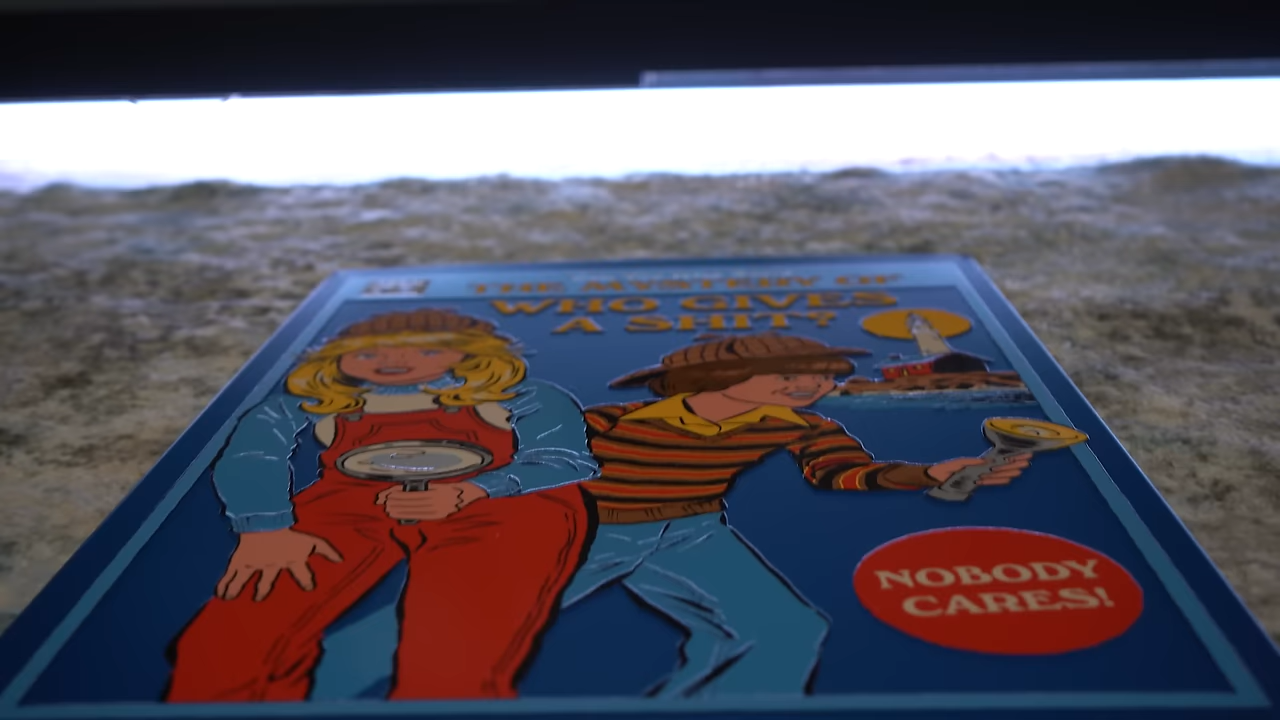 THE MYSTERY OF
WHO GIVES
A SHIT?
NOBODY
CARES!